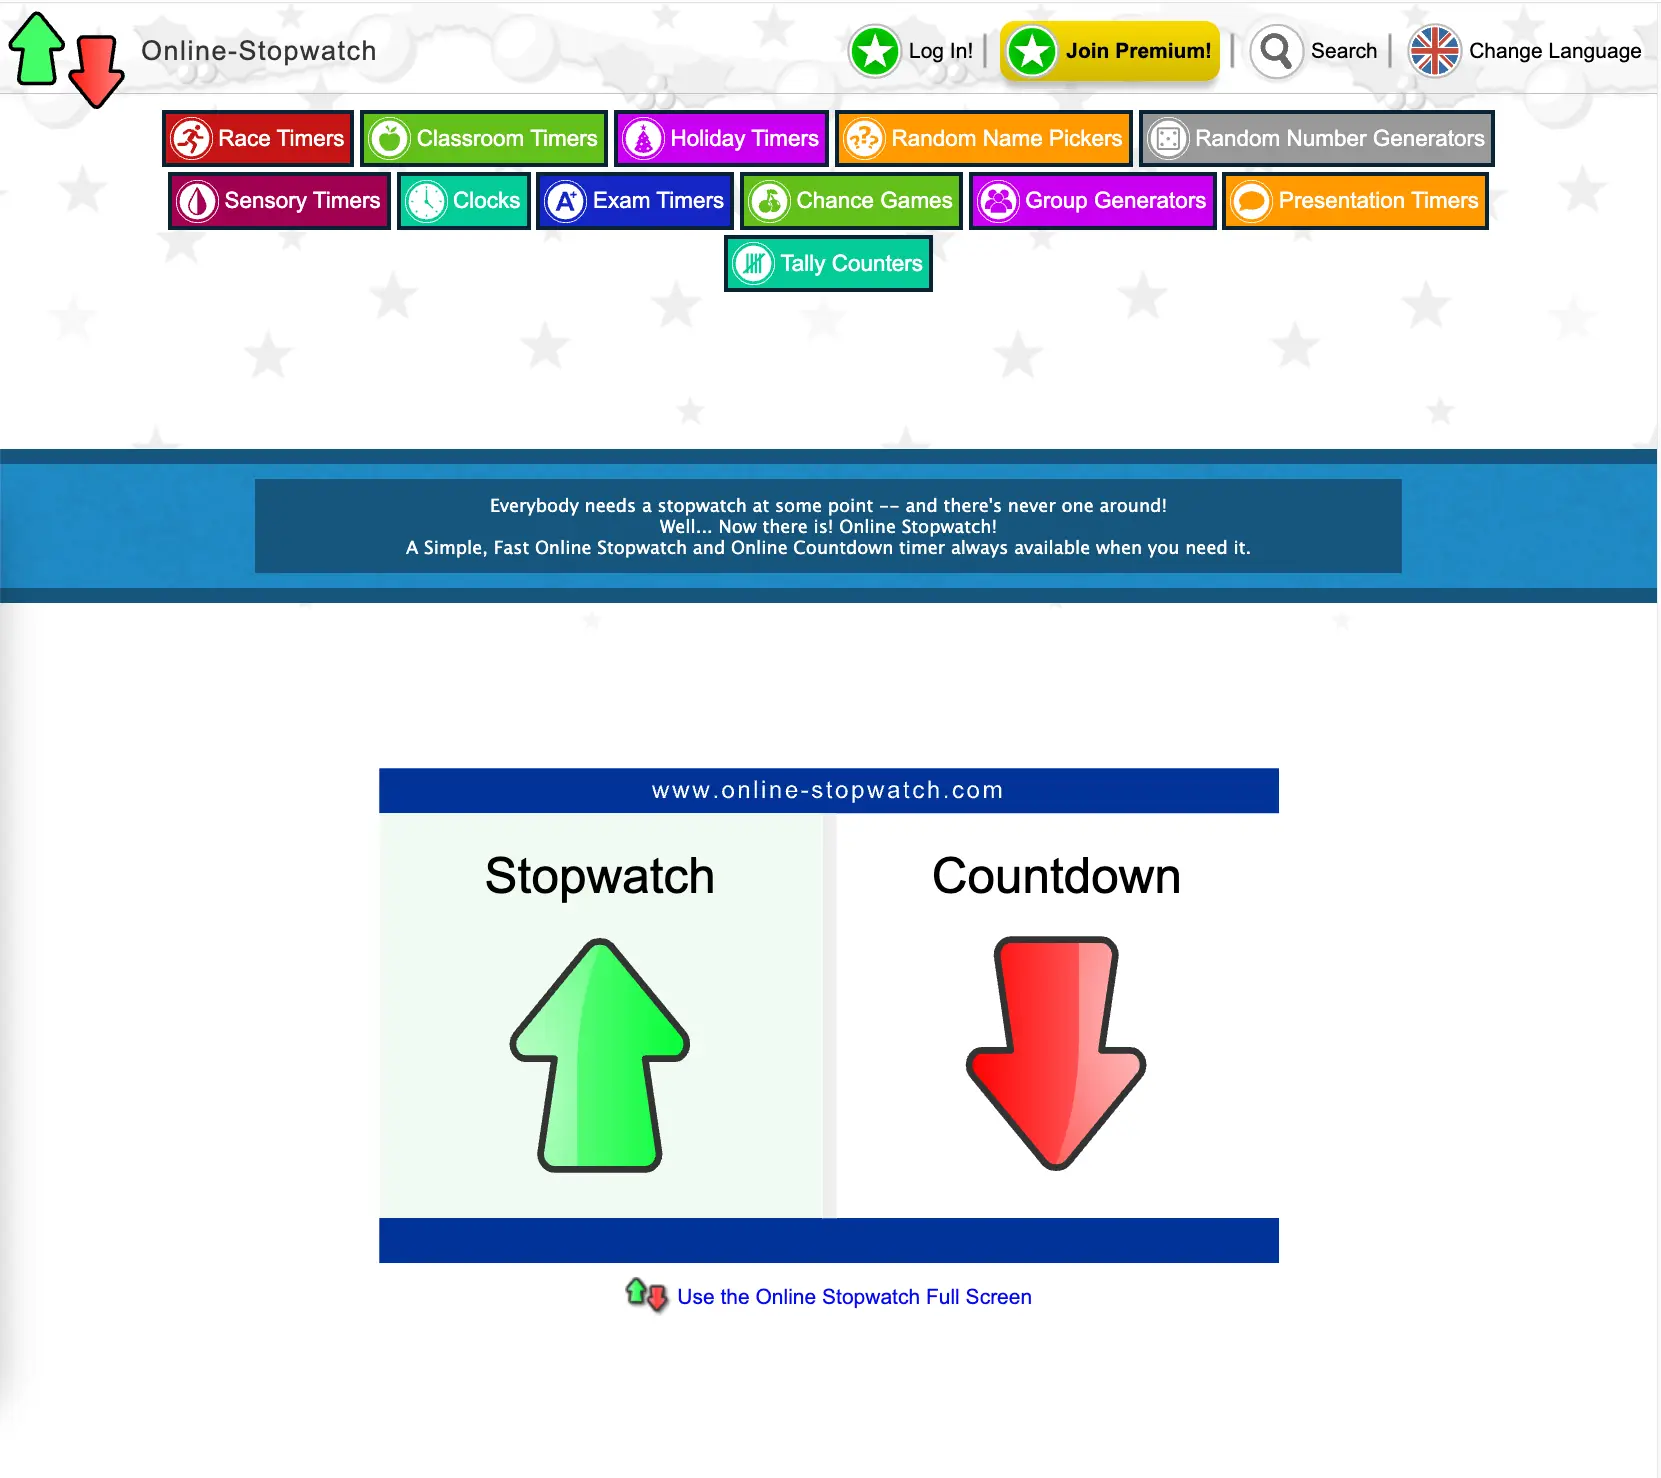 Online-Stopwatch
Log In! | Join Premium! | Search | Change Language
Race Timers Classroom Timers Holiday Timers Random Name Pickers Random Number Generators
Sensory Timers Clocks A+ Exam Timers Chance Games Group Generators Presentation Timers
Tally Counters
Everybody needs a stopwatch at some point -- and there's never one around!
Well... Now there is! Online Stopwatch!
A Simple, Fast Online Stopwatch and Online Countdown timer always available when you need it.
www.online-stopwatch.com
Stopwatch Countdown
Use the Online Stopwatch Full Screen